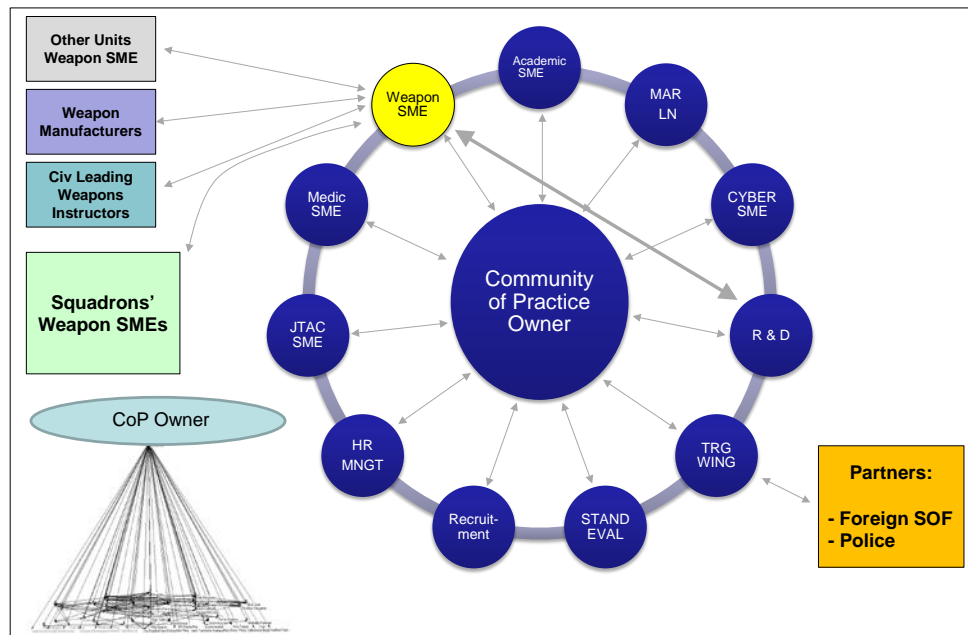 Other Units
Weapon SME
Weapon
Manufacturers
Civ Leading
Weapons
Instructors
Squadrons'
Weapon SMEs
CoP Owner
Academic
SME
MAR
LN
CYBER
SME
R & D
TRG
WING
STAND
EVAL
Recruit-
ment
HR
MNGT
JTAC
SME
Medic
SME
Weapon
SME
Community
of Practice
Owner
Partners:
- Foreign SOF
- Police